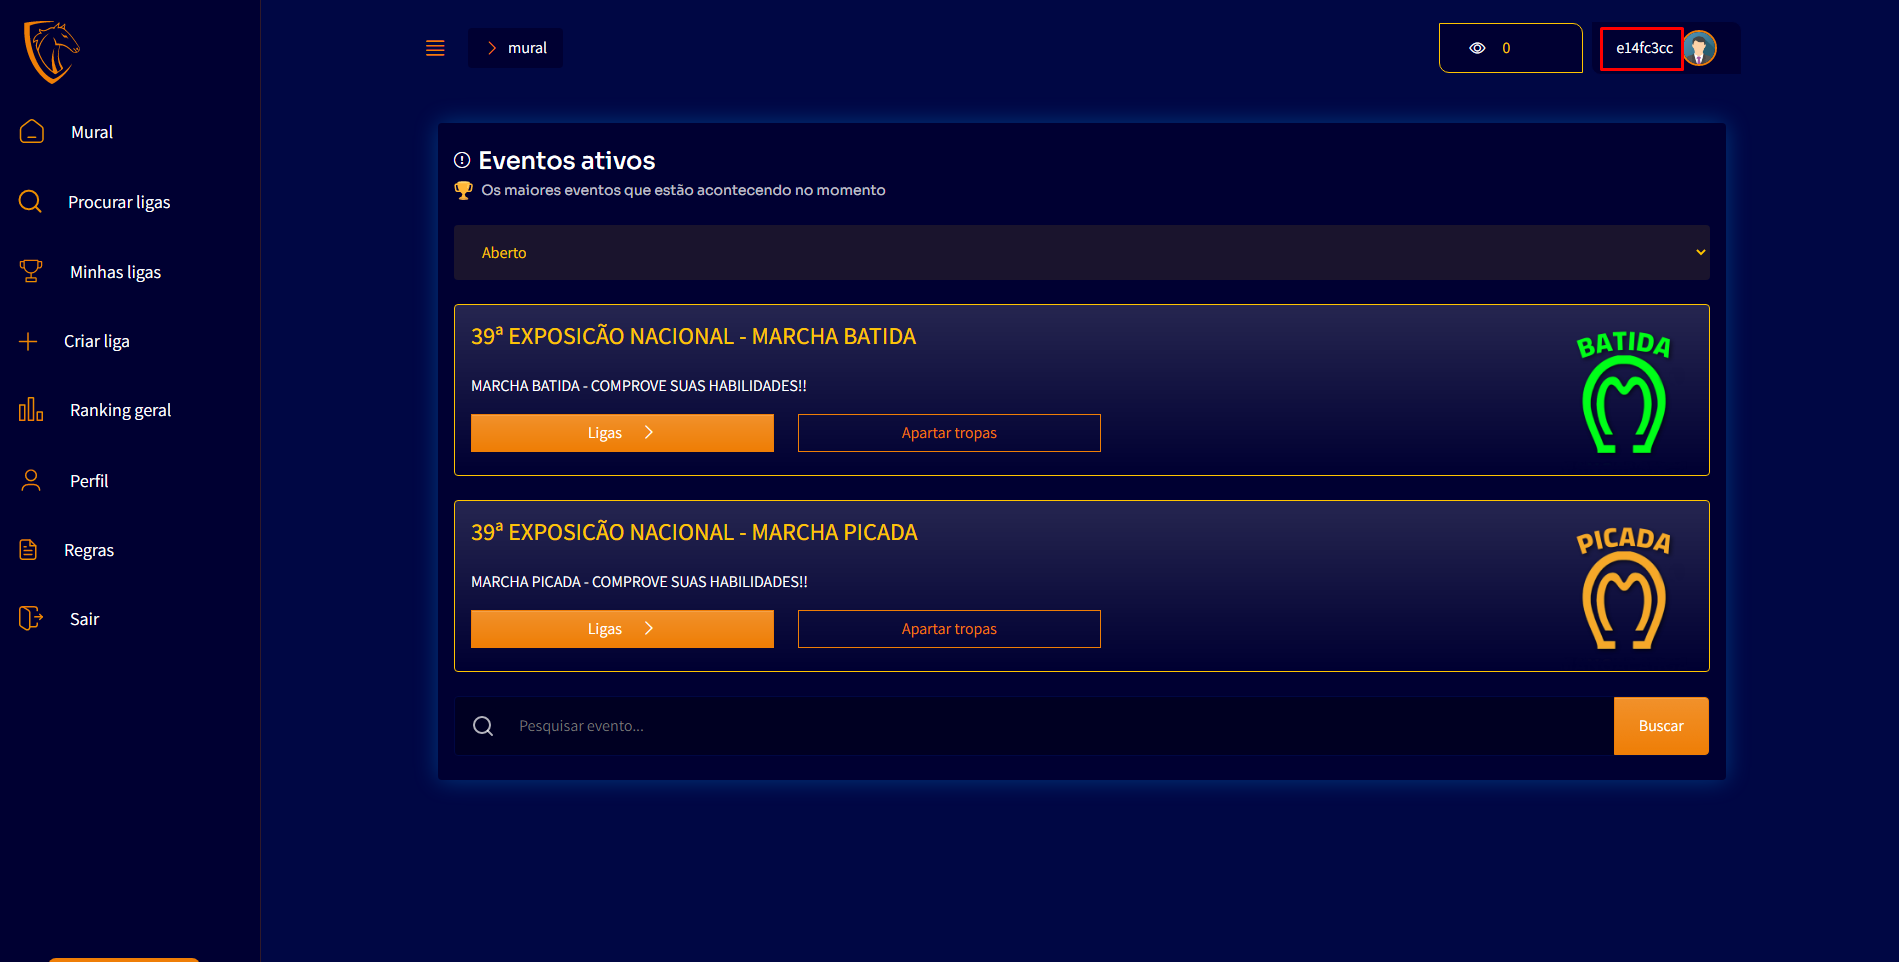 mural
0
e14fc3cc
Mural
Procurar ligas
Minhas ligas
Criar liga
Ranking geral
Perfil
Regras
Sair
Eventos ativos
Os maiores eventos que estão acontecendo no momento
Aberto
39ª EXPOSICÃO NACIONAL - MARCHA BATIDA
MARCHA BATIDA - COMPROVE SUAS HABILIDADES!!
Ligas
Apartar tropas
BATIDA
39ª EXPOSICÃO NACIONAL - MARCHA PICADA
MARCHA PICADA - COMPROVE SUAS HABILIDADES!!
Ligas
Apartar tropas
PICADA
Pesquisar evento...
Buscar